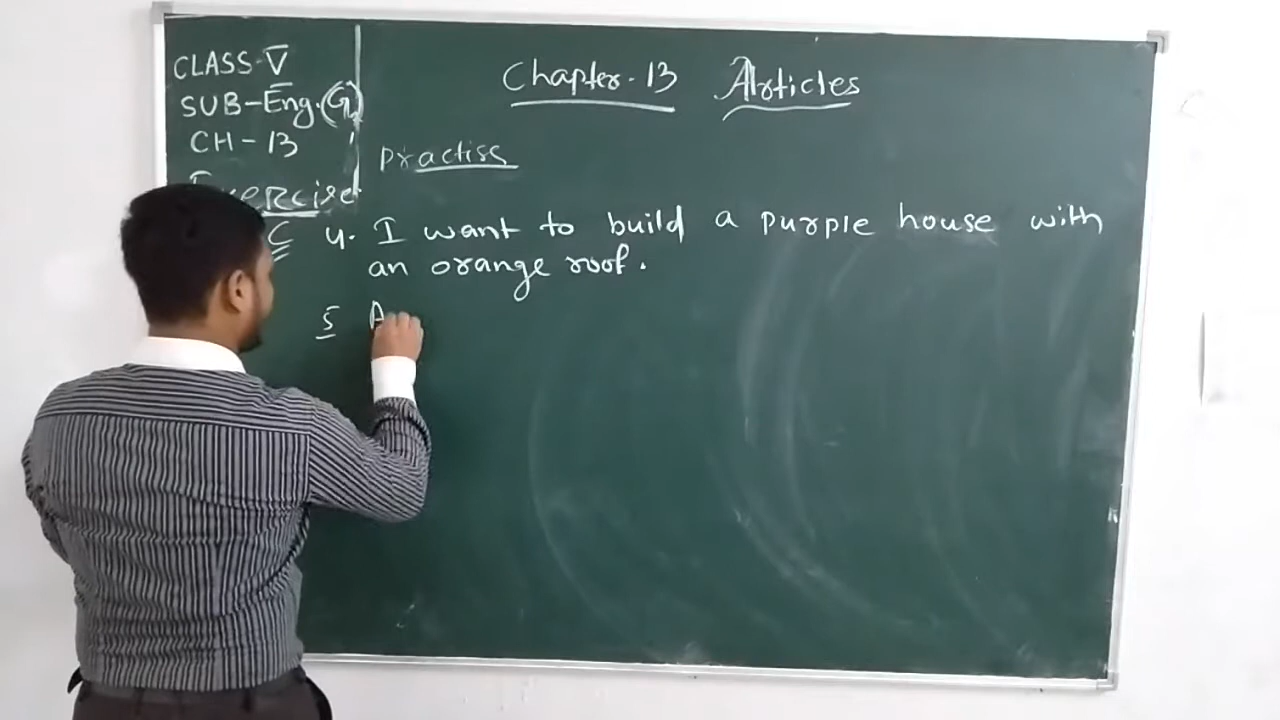 CLASS-V
SUB-Eng.(G)
CH-13
Exercise
C
Chapter-13 Articles
Practiss
4. I want to build a purple house with
an orange roof.
5 A